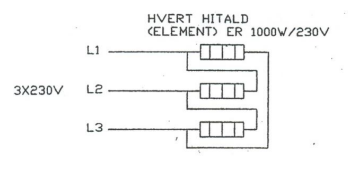 HVERT HITALD
(ELEMENT) ER 1000W/230V
L1
3X230V
L2
L3